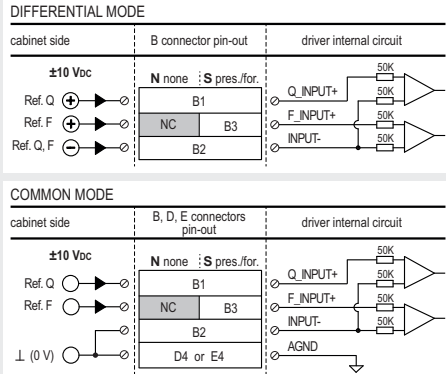 DIFFERENTIAL MODE
cabinet side B connector pin-out driver internal circuit
±10 VDC N none S pres./for.
50K
Ref. Q + B1 Q_INPUT+ 50K
Ref. F + NC B3 F_INPUT+ 50K
Ref. Q, F − B2 INPUT- 50K
COMMON MODE
cabinet side B, D, E connectors pin-out driver internal circuit
±10 VDC N none S pres./for.
50K
Ref. Q B1 Q_INPUT+ 50K
Ref. F NC B3 F_INPUT+ 50K
B2 INPUT- 50K
⊥ (0 V) D4 or E4 AGND